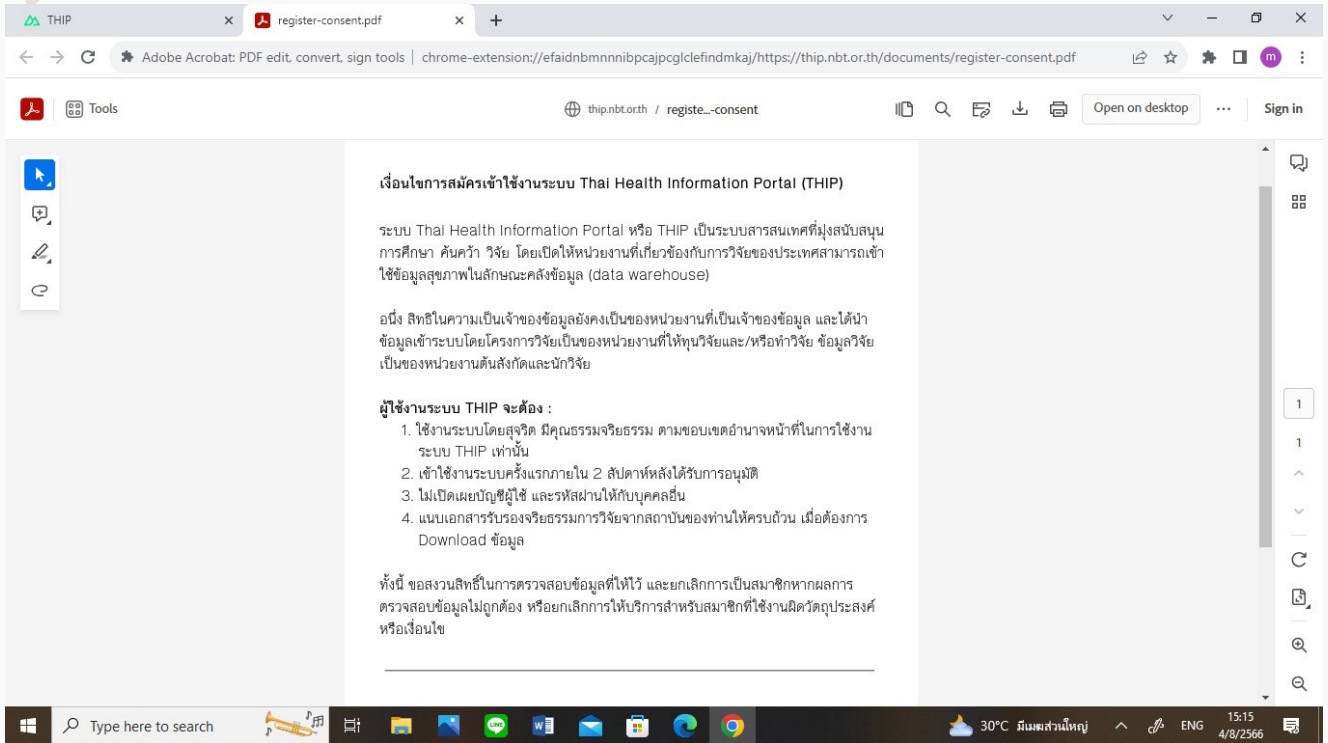 THIP
register-consent.pdf
Adobe Acrobat: PDF edit, convert, sign tools | chrome-extension://efaidnbmnnnibpcajpcglclefindmkaj/https://thip.nbt.or.th/documents/register-consent.pdf
m
Tools
thip.nbt.or.th / registe...-consent
Open on desktop
Sign in
เงื่อนไขการสมัครเข้าใช้งานระบบ Thai Health Information Portal (THIP)
ระบบ Thai Health Information Portal หรือ THIP เป็นระบบสารสนเทศที่มุ่งสนับสนุน
การศึกษา ค้นคว้า วิจัย โดยเปิดให้หน่วยงานที่เกี่ยวข้องกับการวิจัยของประเทศสามารถเข้า
ใช้ข้อมูลสุขภาพในลักษณะคลังข้อมูล (data warehouse)
อนึ่ง สิทธิในความเป็นเจ้าของข้อมูลยังคงเป็นของหน่วยงานที่เป็นเจ้าของข้อมูล และได้นำ
ข้อมูลเข้าระบบโดยโครงการวิจัยเป็นของหน่วยงานที่ให้ทุนวิจัยและ/หรือทำวิจัย ข้อมูลวิจัย
เป็นของหน่วยงานต้นสังกัดและนักวิจัย
ผู้ใช้งานระบบ THIP จะต้อง :
1. ใช้งานระบบโดยสุจริต มีคุณธรรมจริยธรรม ตามขอบเขตอำนาจหน้าที่ในการใช้งาน
ระบบ THIP เท่านั้น
2. เข้าใช้งานระบบครั้งแรกภายใน 2 สัปดาห์หลังได้รับการอนุมัติ
3. ไม่เปิดเผยบัญชีผู้ใช้ และรหัสผ่านให้กับบุคคลอื่น
4. แนบเอกสารรับรองจริยธรรมการวิจัยจากสถาบันของท่านให้ครบถ้วน เมื่อต้องการ
Download ข้อมูล
ทั้งนี้ ขอสงวนสิทธิ์ในการตรวจสอบข้อมูลที่ให้ไว้ และยกเลิกการเป็นสมาชิกหากผลการ
ตรวจสอบข้อมูลไม่ถูกต้อง หรือยกเลิกการให้บริการสำหรับสมาชิกที่ใช้งานผิดวัตถุประสงค์
หรือเงื่อนไข
1
1
Type here to search
LINE
W
30°C มีเมฆส่วนใหญ่
ENG
15:15
4/8/2566